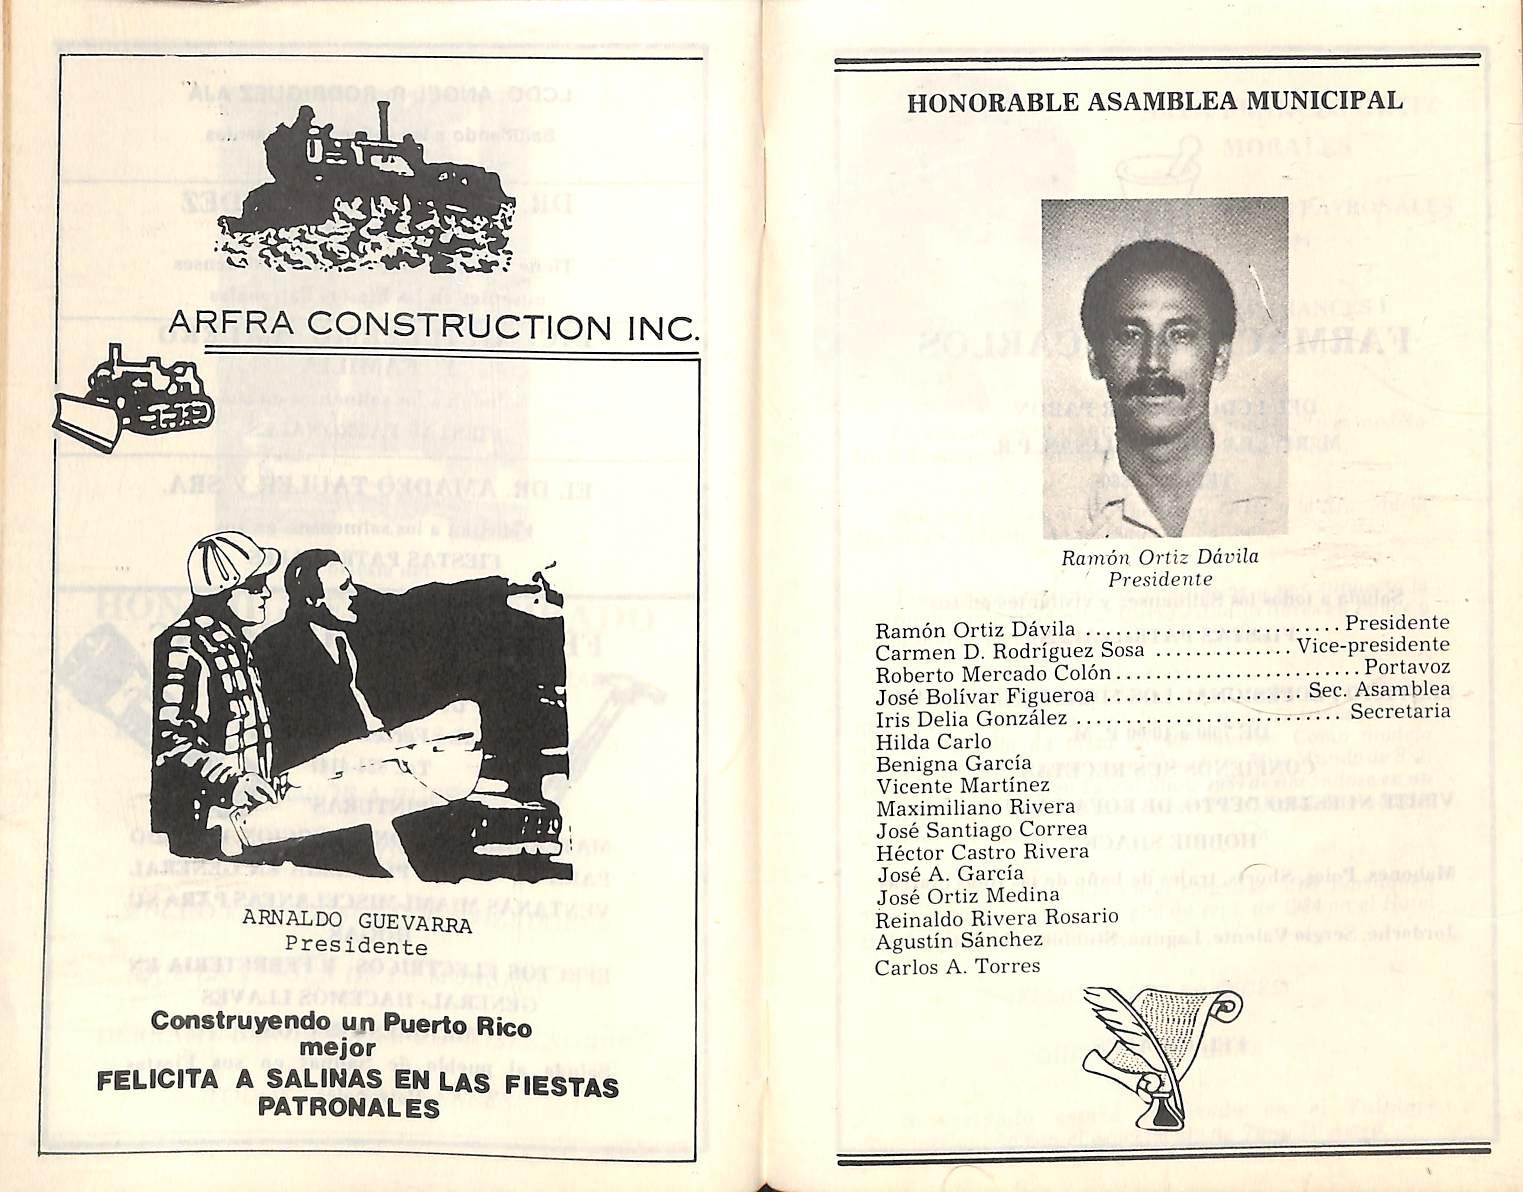 ARFRA CONSTRUCTION INC.
ARNALDO GUEVARRA
Presidente
Construyendo un Puerto Rico
mejor
FELICITA A SALINAS EN LAS FIESTAS
PATRONALES
HONORABLE ASAMBLEA MUNICIPAL
Ramón Ortiz Dávila
Presidente
Ramón Ortiz Dávila .......................... Presidente
Carmen D. Rodríguez Sosa .............. Vice-presidente
Roberto Mercado Colón......................... Portavoz
José Bolívar Figueroa .................... Sec. Asamblea
Iris Delia González ........................... Secretaria
Hilda Carlo
Benigna García
Vicente Martínez
Maximiliano Rivera
José Santiago Correa
Héctor Castro Rivera
José A. García
José Ortiz Medina
Reinaldo Rivera Rosario
Agustín Sánchez
Carlos A. Torres